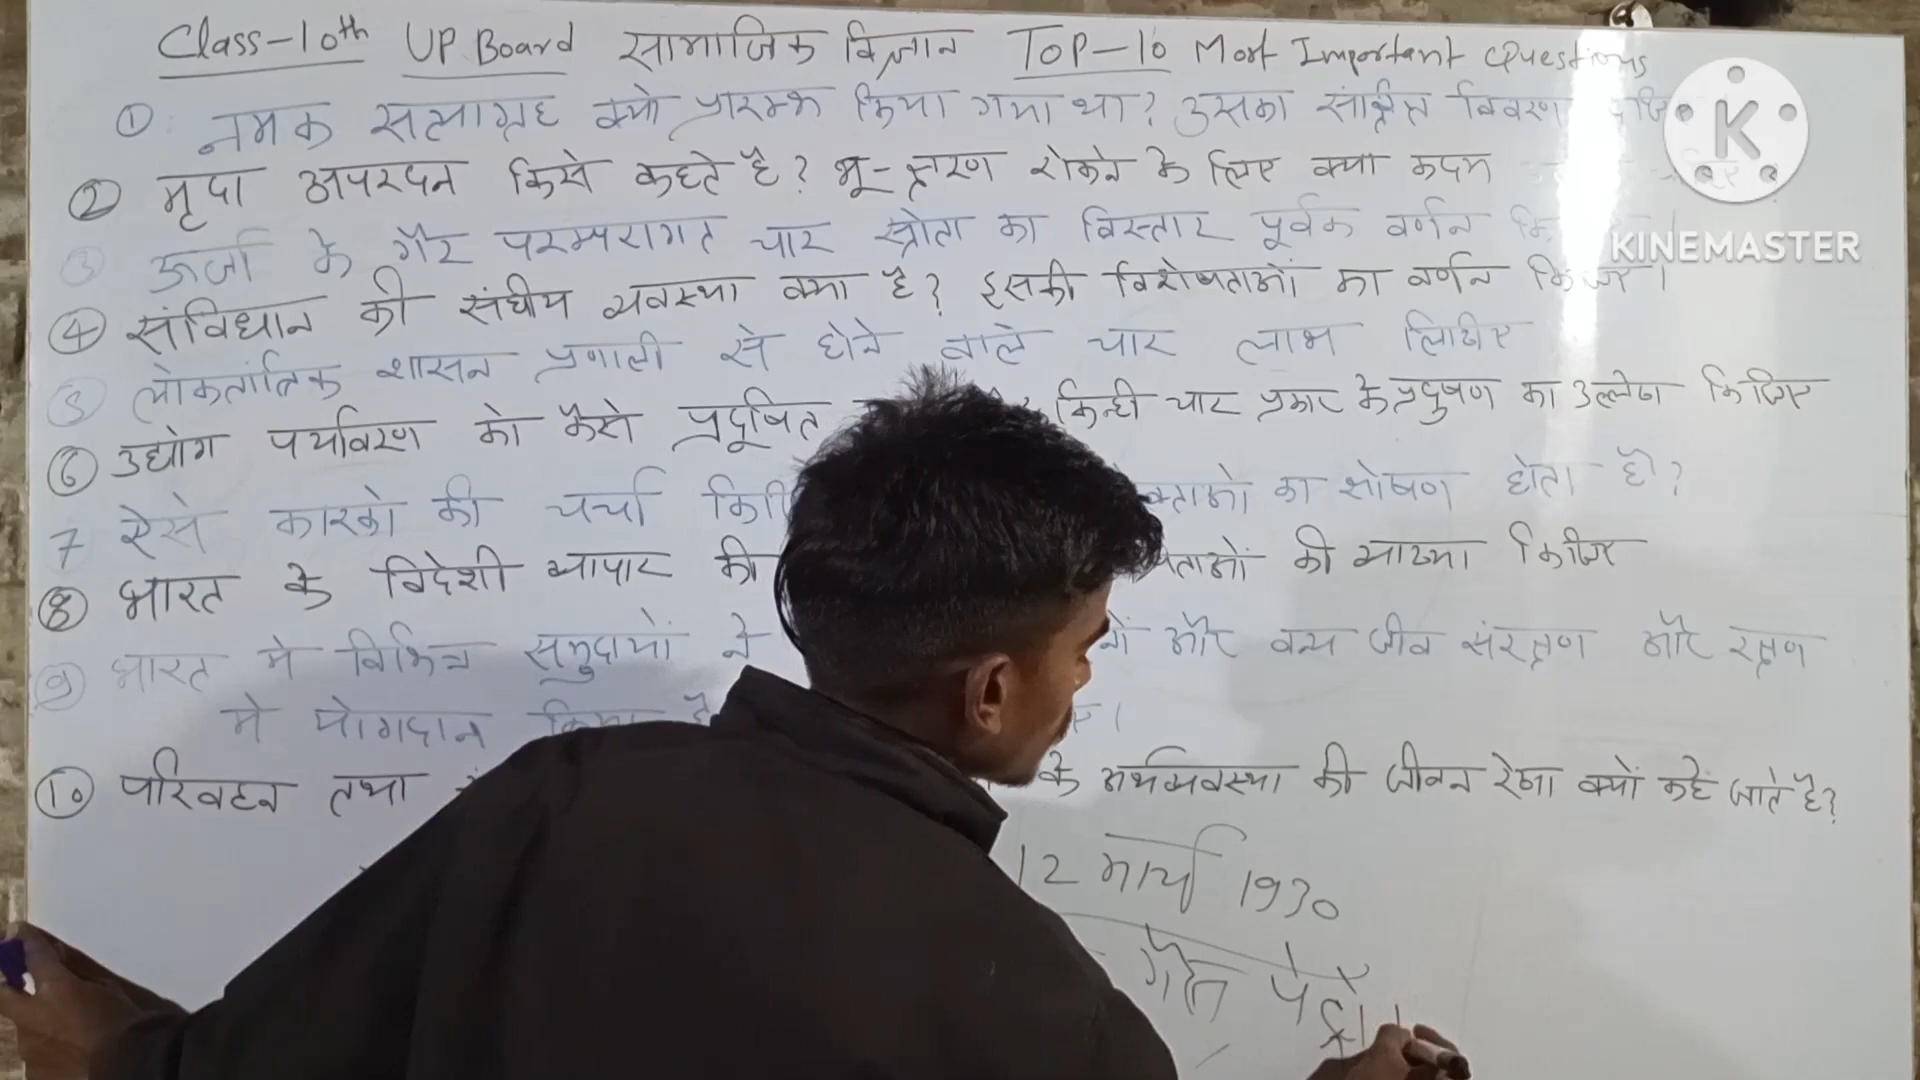 Class-10th UP Board सामाजिक विज्ञान TOP-10 Most Important Questions
① नमक सत्याग्रह क्यो प्रारम्भ किया गया था? उसका संक्षिप्त विवरण
② मृदा अपरदन किसे कहते है? भू-क्षरण रोकने के लिए क्या कदम
③ ऊर्जा के गैर परम्परागत चार स्त्रोता का विस्तार पूर्वक वर्णन
④ संविधान की संघीय व्यवस्था क्या है? इसकी विशेषताओं का वर्णन किजिए।
⑤ लोकतांत्रिक शासन प्रणाली से होने वाले चार लाभ लिखिए
⑥ उद्योग पर्यावरण को कैसे प्रदूषित किन्ही चार प्रकार के प्रदुषण का उल्लेख किजिए
7 ऐसे कारको की चर्चा का शोषण होता है?
⑧ भारत के विदेशी व्यापार की की व्याख्या किजिए
⑨ भारत मे विभिन्न समुदायों ने और वन्य जीव संरक्षण और रक्षण
मे योगदान किया है
⑩ परिवहन तथा के अर्थव्यवस्था की जीवन रेखा क्यों कहे जाते है?
12 मार्च 1930
गैस पेट्रो
K
KINEMASTER